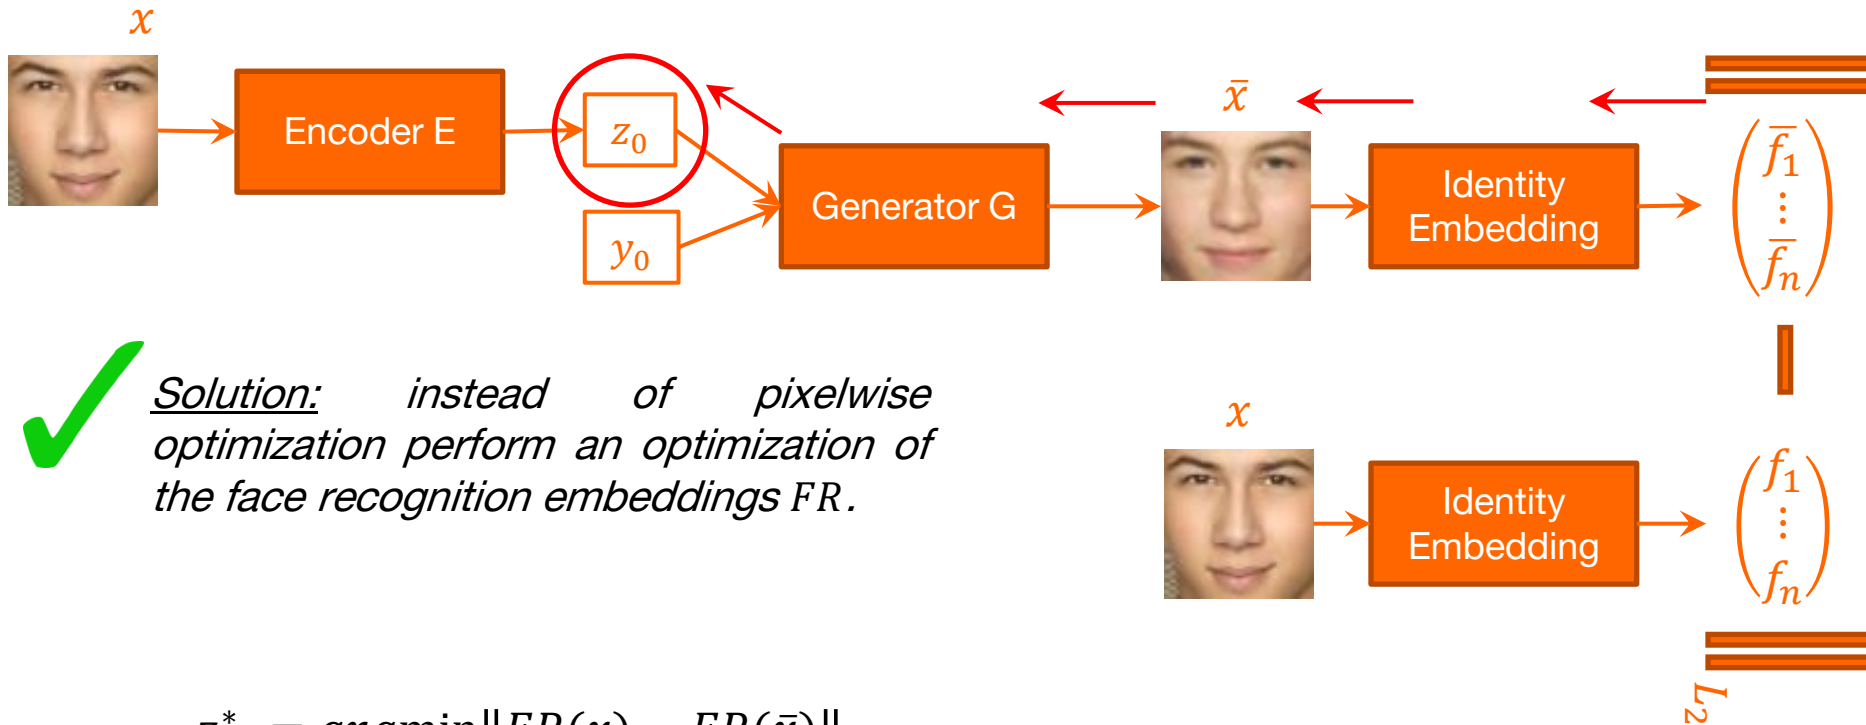 x
Encoder E
z₀
y₀
Generator G
x̄
Identity
Embedding
f̄₁
⋮
f̄ₙ
Solution: instead of pixelwise
optimization perform an optimization of
the face recognition embeddings FR.
x
Identity
Embedding
f₁
⋮
fₙ
L₂